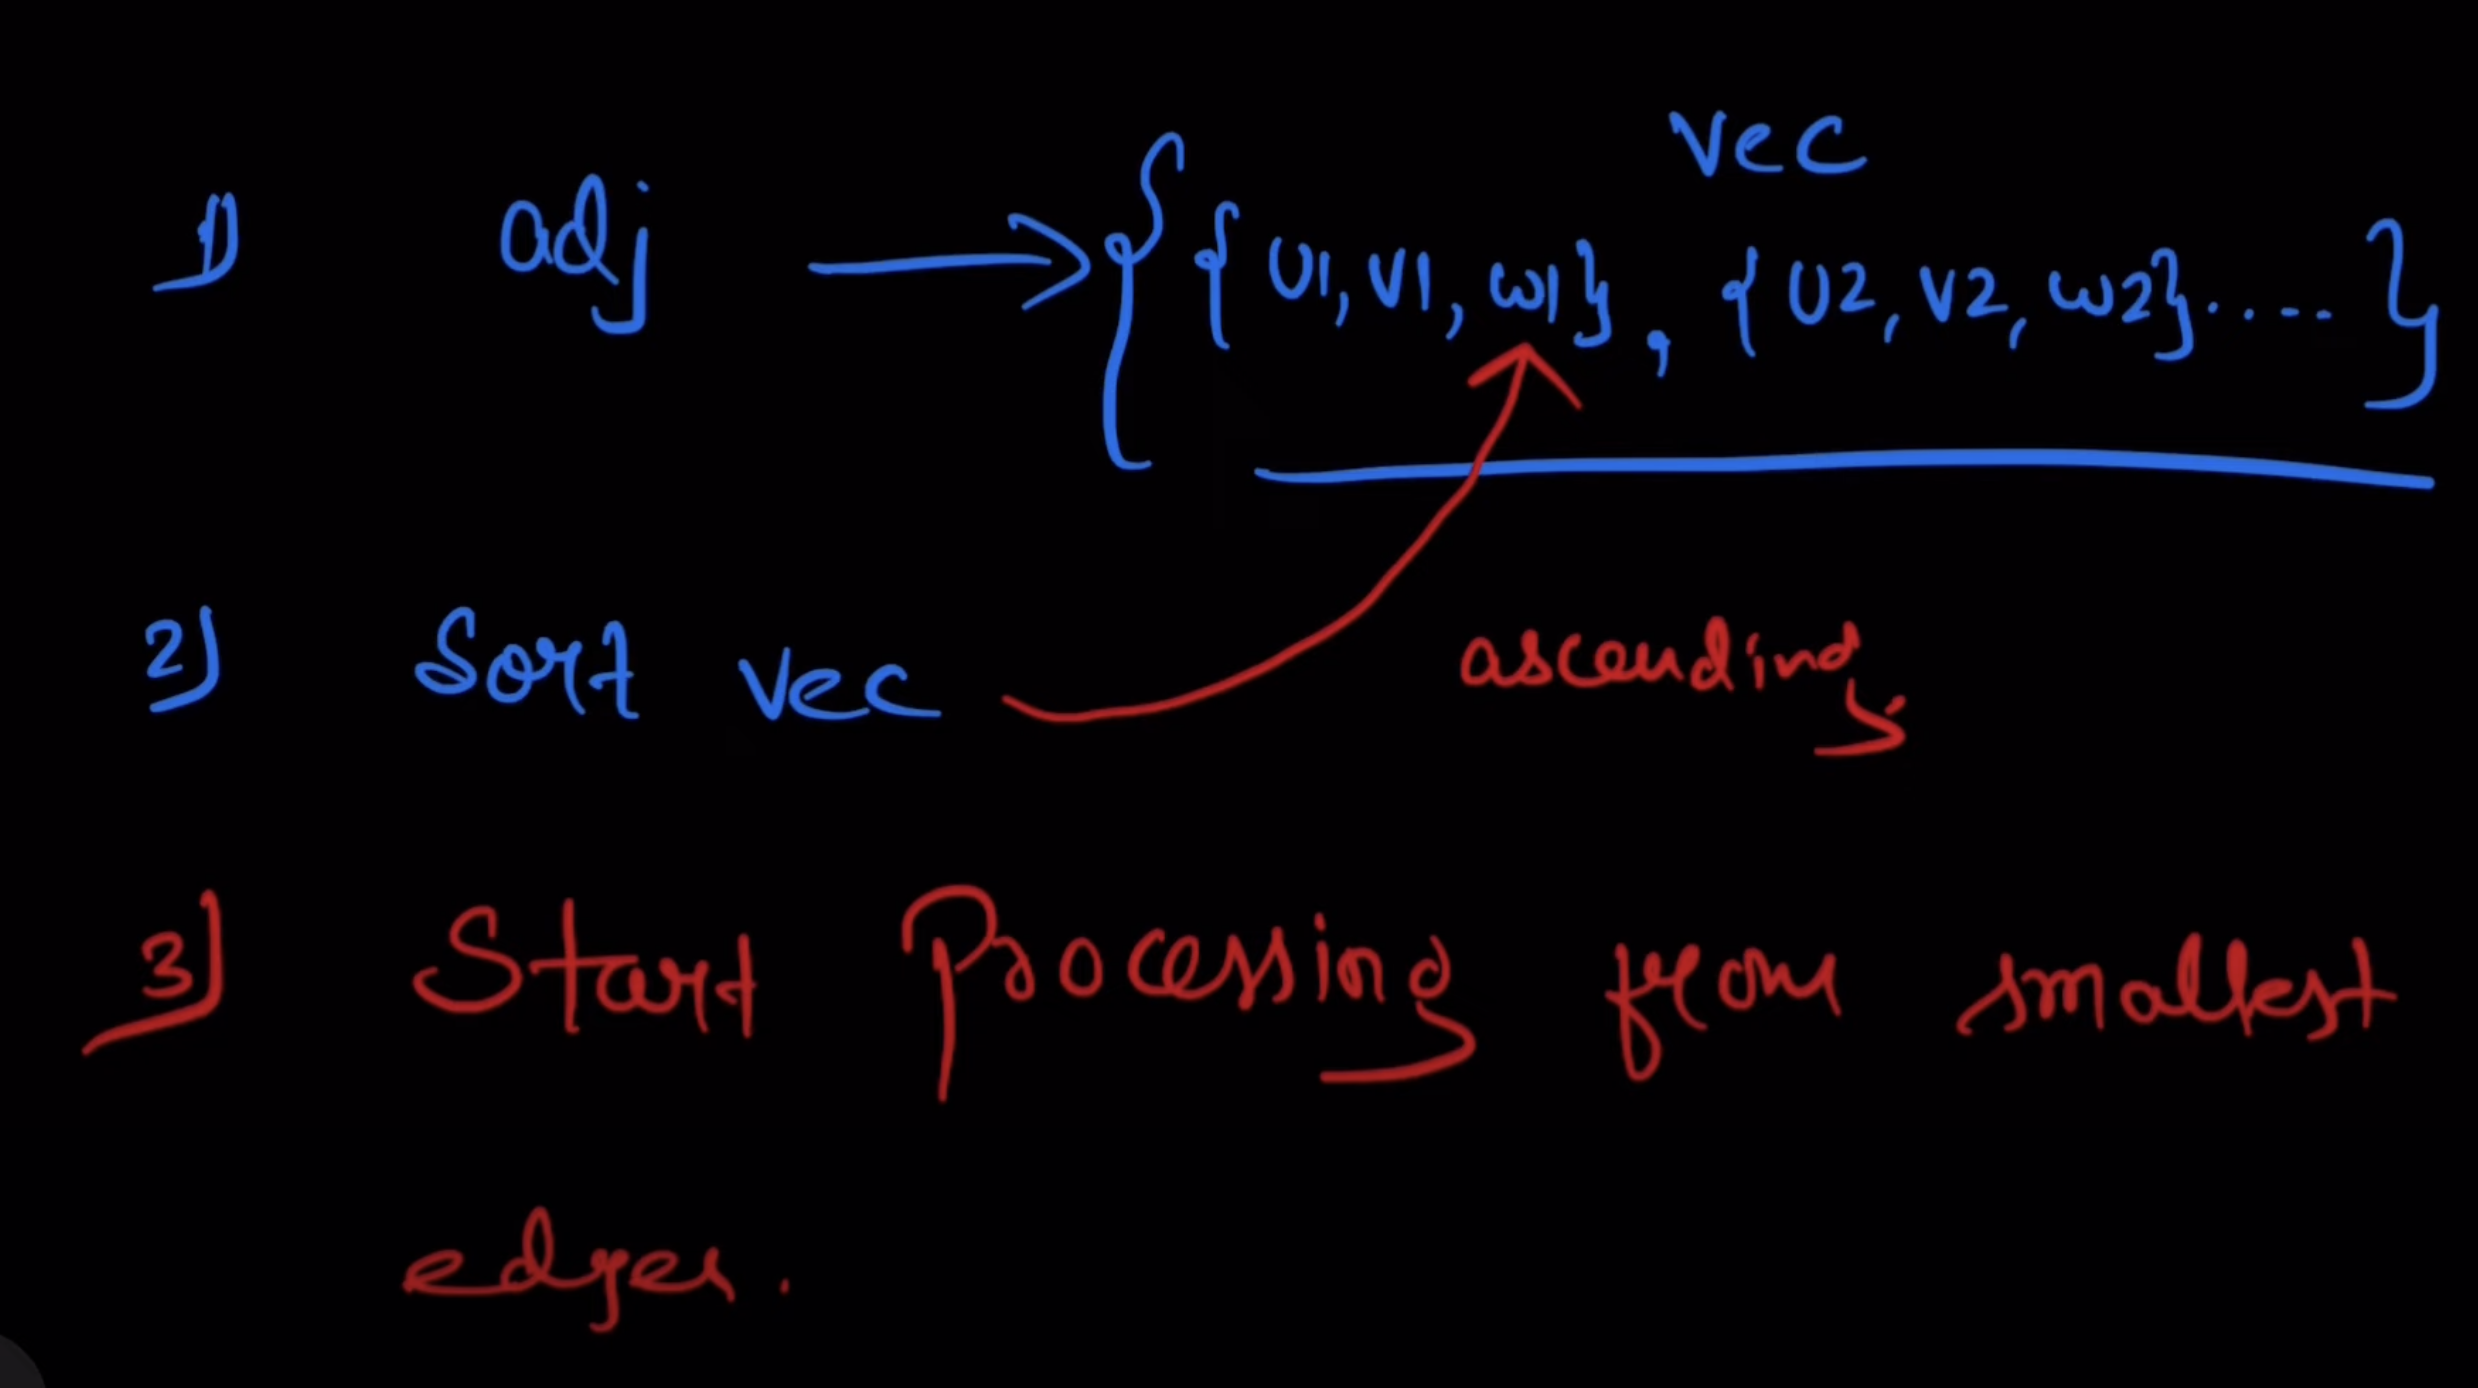 vec
1) adj → { {U1, V1, w1}, {U2, V2, w2}..... }
2) Sort vec ascending
3) Start Processing from smallest
edges.